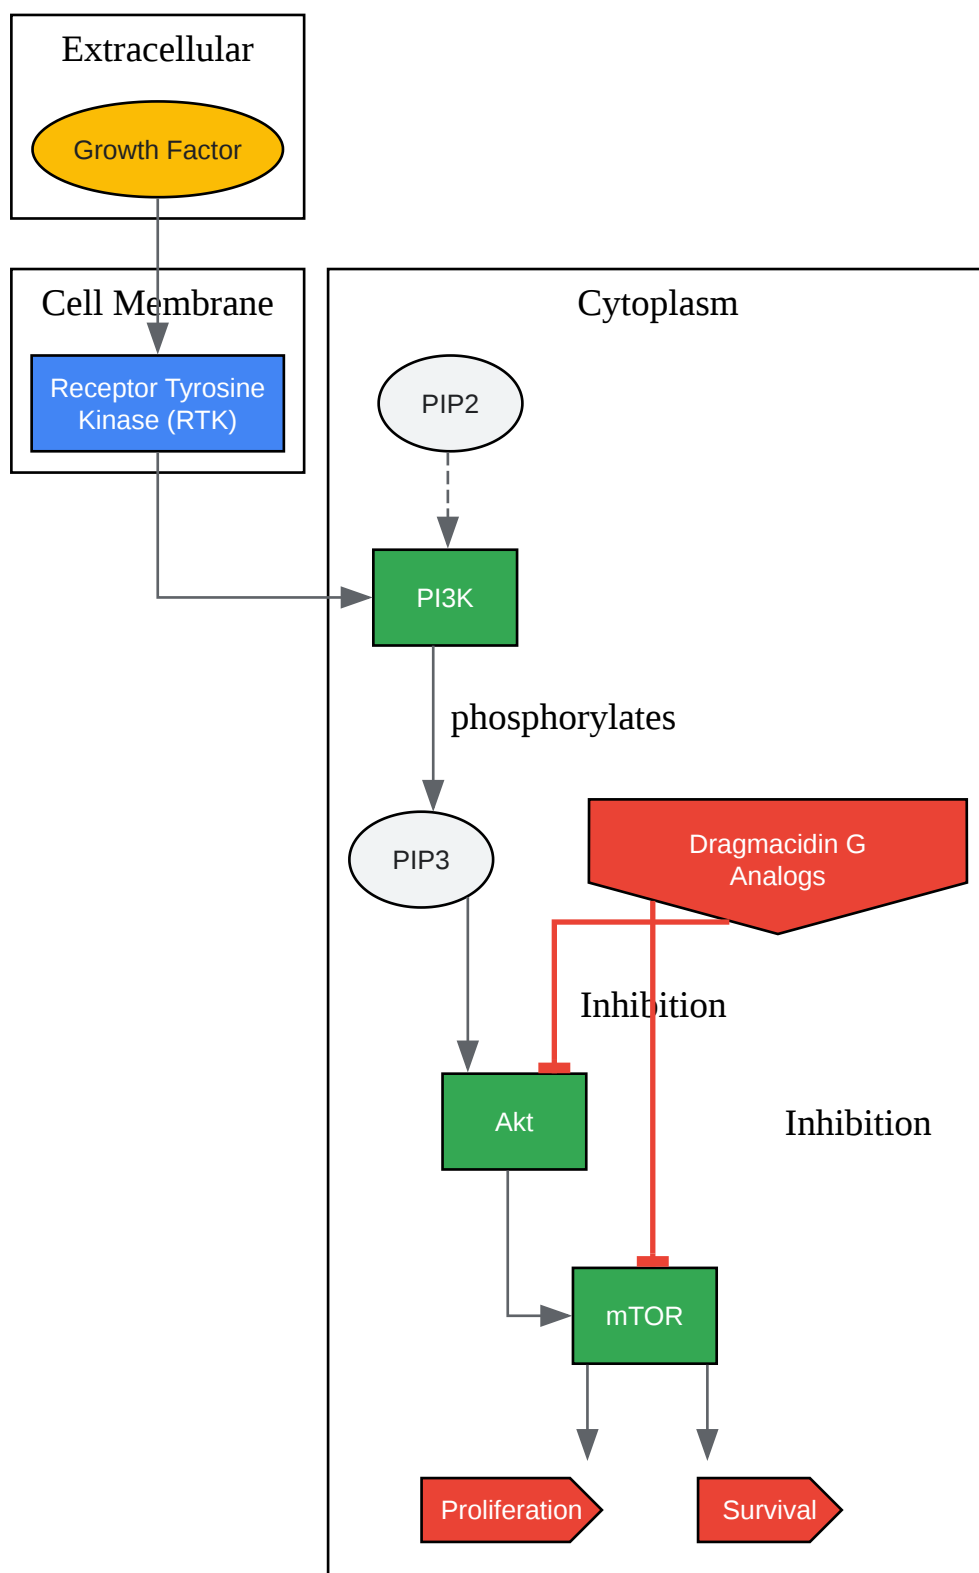 Extracellular
Growth Factor
Cell Membrane
Cytoplasm
Receptor Tyrosine
Kinase (RTK)
PIP2
PI3K
phosphorylates
Dragmacidin G
Analogs
PIP3
Inhibition
Akt
Inhibition
mTOR
Proliferation
Survival